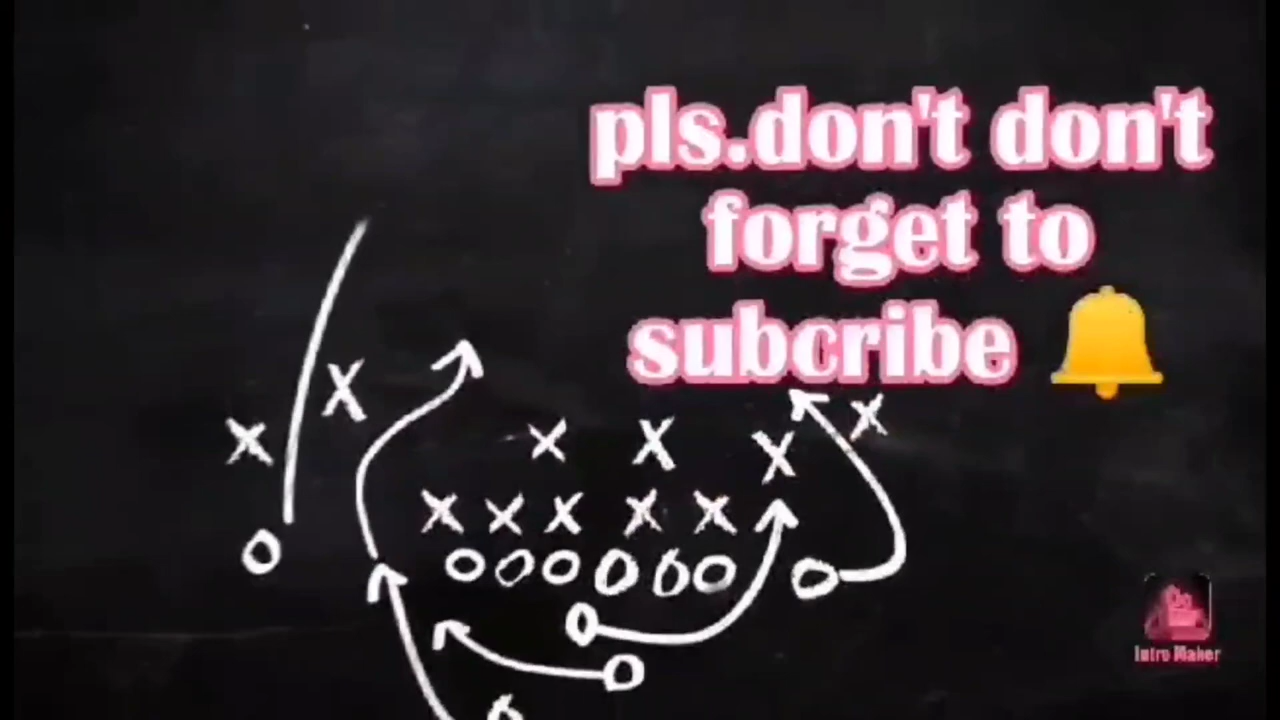 pls.don't don't
forget to
subcribe 🔔
X
X X X X X
X X X X X
O O O O O O O O
O
O
Intro Maker